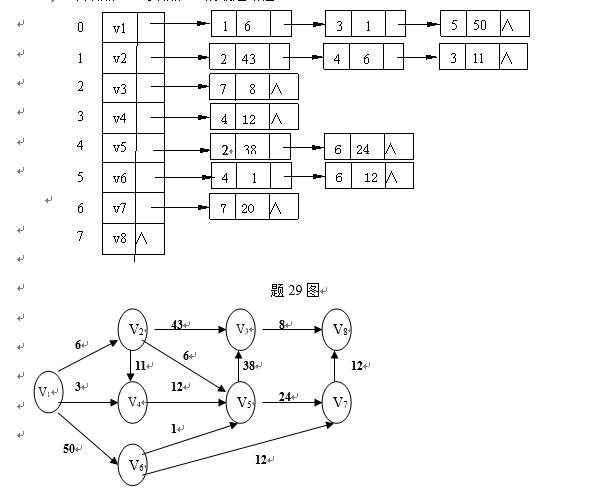 0 v1 1 6 3 1 5 50 ∧
1 v2 2 43 4 6 3 11 ∧
2 v3 7 8 ∧
3 v4 4 12 ∧
4 v5 2 38 6 24 ∧
5 v6 4 1 6 12 ∧
6 v7 7 20 ∧
7 v8 ∧
题 29 图
V2 43 V3 8 V8
6 6
11 38 12
V1 3 V4 12 V5 24 V7
50 1
V6 12